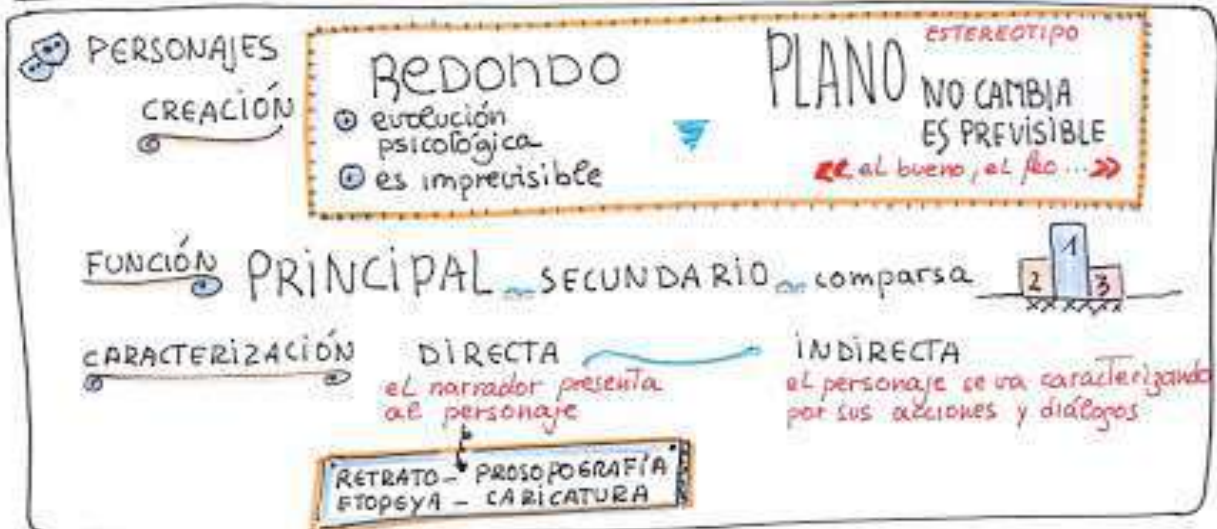 PERSONAJES
CREACIÓN
REDONDO
evolución
psicológica
es imprevisible
PLANO
ESTEREOTIPO
NO CAMBIA
ES PREVISIBLE
«el bueno, el feo...»
FUNCIÓN PRINCIPAL SECUNDARIO comparsa
1
2 3
CARACTERIZACIÓN
DIRECTA
el narrador presenta
al personaje
INDIRECTA
el personaje se va caracterizando
por sus acciones y diálogos
RETRATO - PROSOPOGRAFÍA
ETOPEYA - CARICATURA